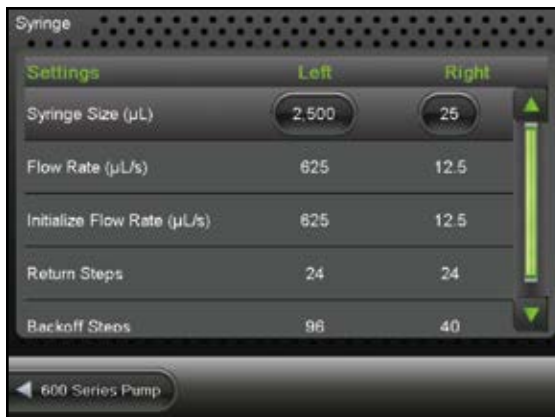 Syringe
Settings Left Right
Syringe Size (µL) 2,500 25
Flow Rate (µL/s) 625 12.5
Initialize Flow Rate (µL/s) 625 12.5
Return Steps 24 24
Backoff Steps 96 40
600 Series Pump